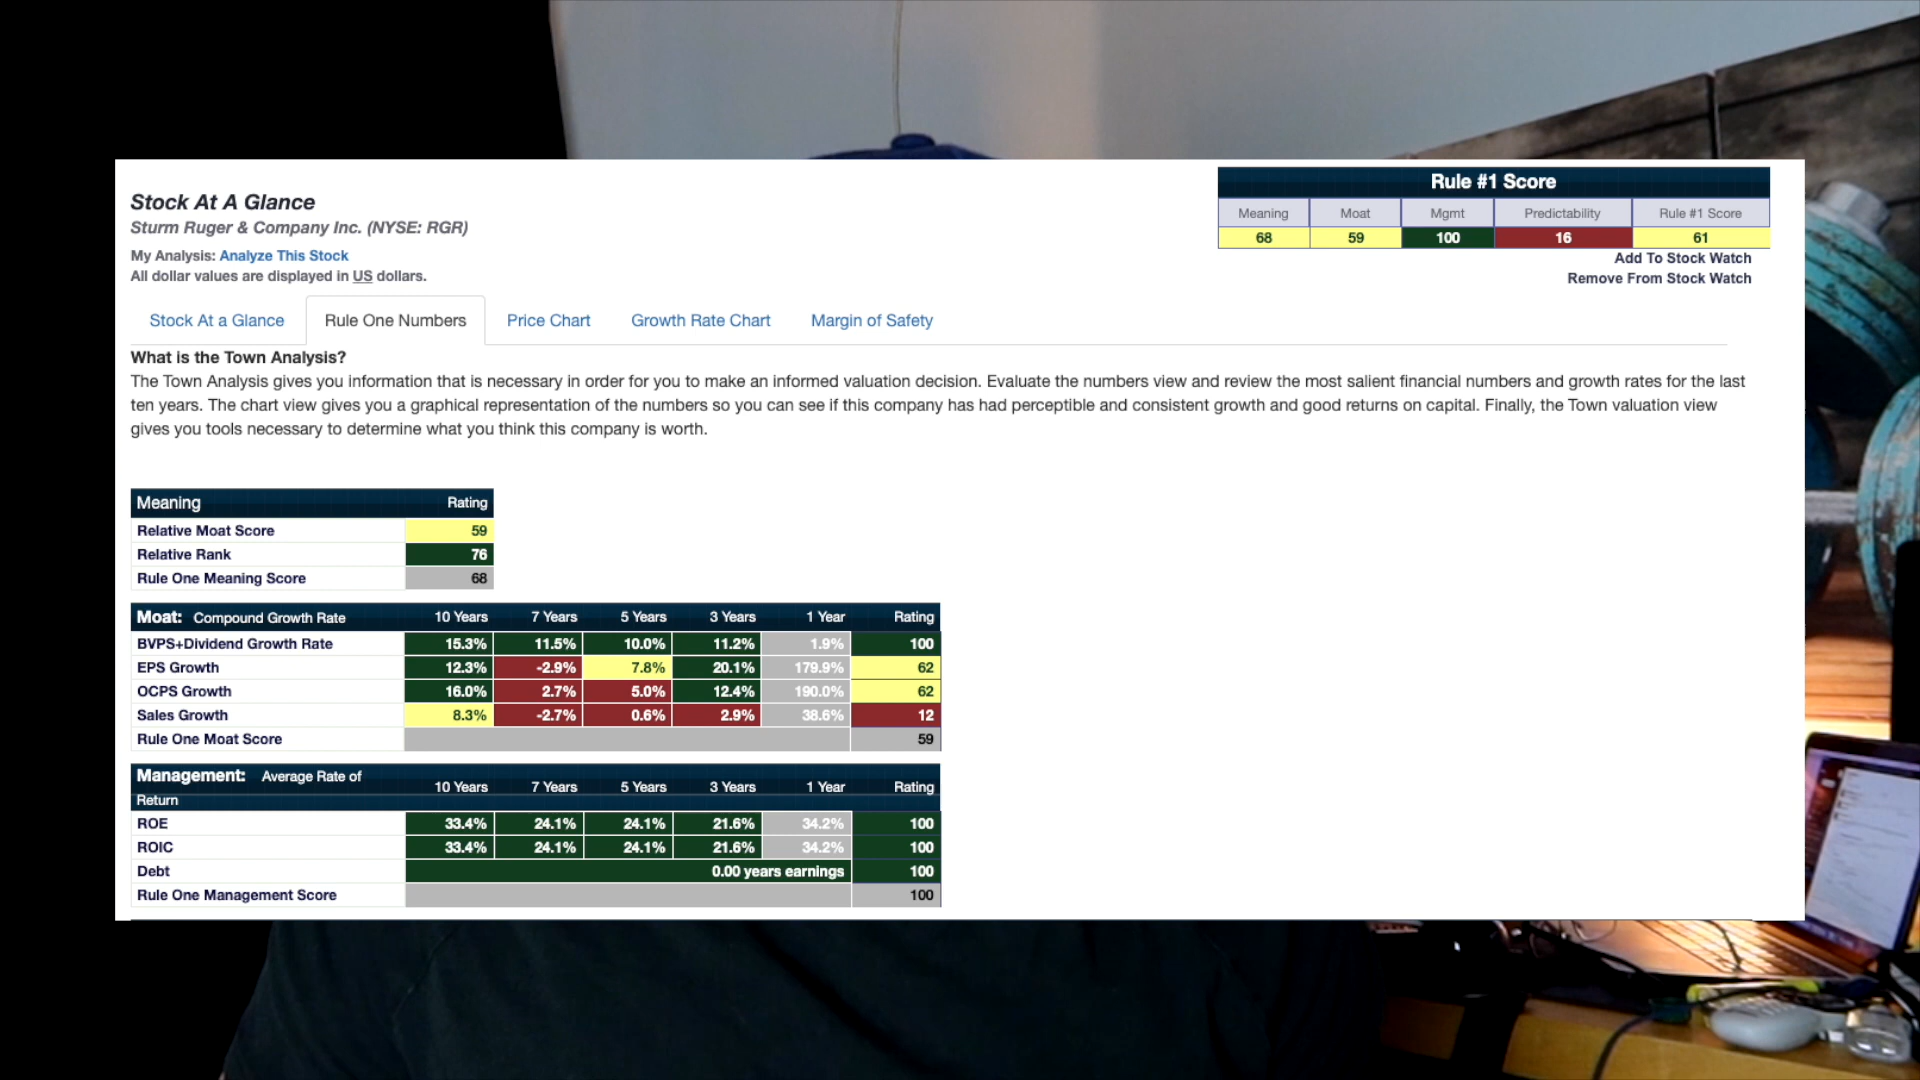 Stock At A Glance
Sturm Ruger & Company Inc. (NYSE: RGR)
My Analysis: Analyze This Stock
All dollar values are displayed in US dollars.
Rule #1 Score
Meaning Moat Mgmt Predictability Rule #1 Score
68 59 100 16 61
Add To Stock Watch
Remove From Stock Watch
Stock At a Glance Rule One Numbers Price Chart Growth Rate Chart Margin of Safety
What is the Town Analysis?
The Town Analysis gives you information that is necessary in order for you to make an informed valuation decision. Evaluate the numbers view and review the most salient financial numbers and growth rates for the last
ten years. The chart view gives you a graphical representation of the numbers so you can see if this company has had perceptible and consistent growth and good returns on capital. Finally, the Town valuation view
gives you tools necessary to determine what you think this company is worth.
Meaning Rating
Relative Moat Score 59
Relative Rank 76
Rule One Meaning Score 68
Moat: Compound Growth Rate 10 Years 7 Years 5 Years 3 Years 1 Year Rating
BVPS+Dividend Growth Rate 15.3% 11.5% 10.0% 11.2% 1.9% 100
EPS Growth 12.3% -2.9% 7.8% 20.1% 179.9% 62
OCPS Growth 16.0% 2.7% 5.0% 12.4% 190.0% 62
Sales Growth 8.3% -2.7% 0.6% 2.9% 38.6% 12
Rule One Moat Score 59
Management: Average Rate of
Return 10 Years 7 Years 5 Years 3 Years 1 Year Rating
ROE 33.4% 24.1% 24.1% 21.6% 34.2% 100
ROIC 33.4% 24.1% 24.1% 21.6% 34.2% 100
Debt 0.00 years earnings 100
Rule One Management Score 100